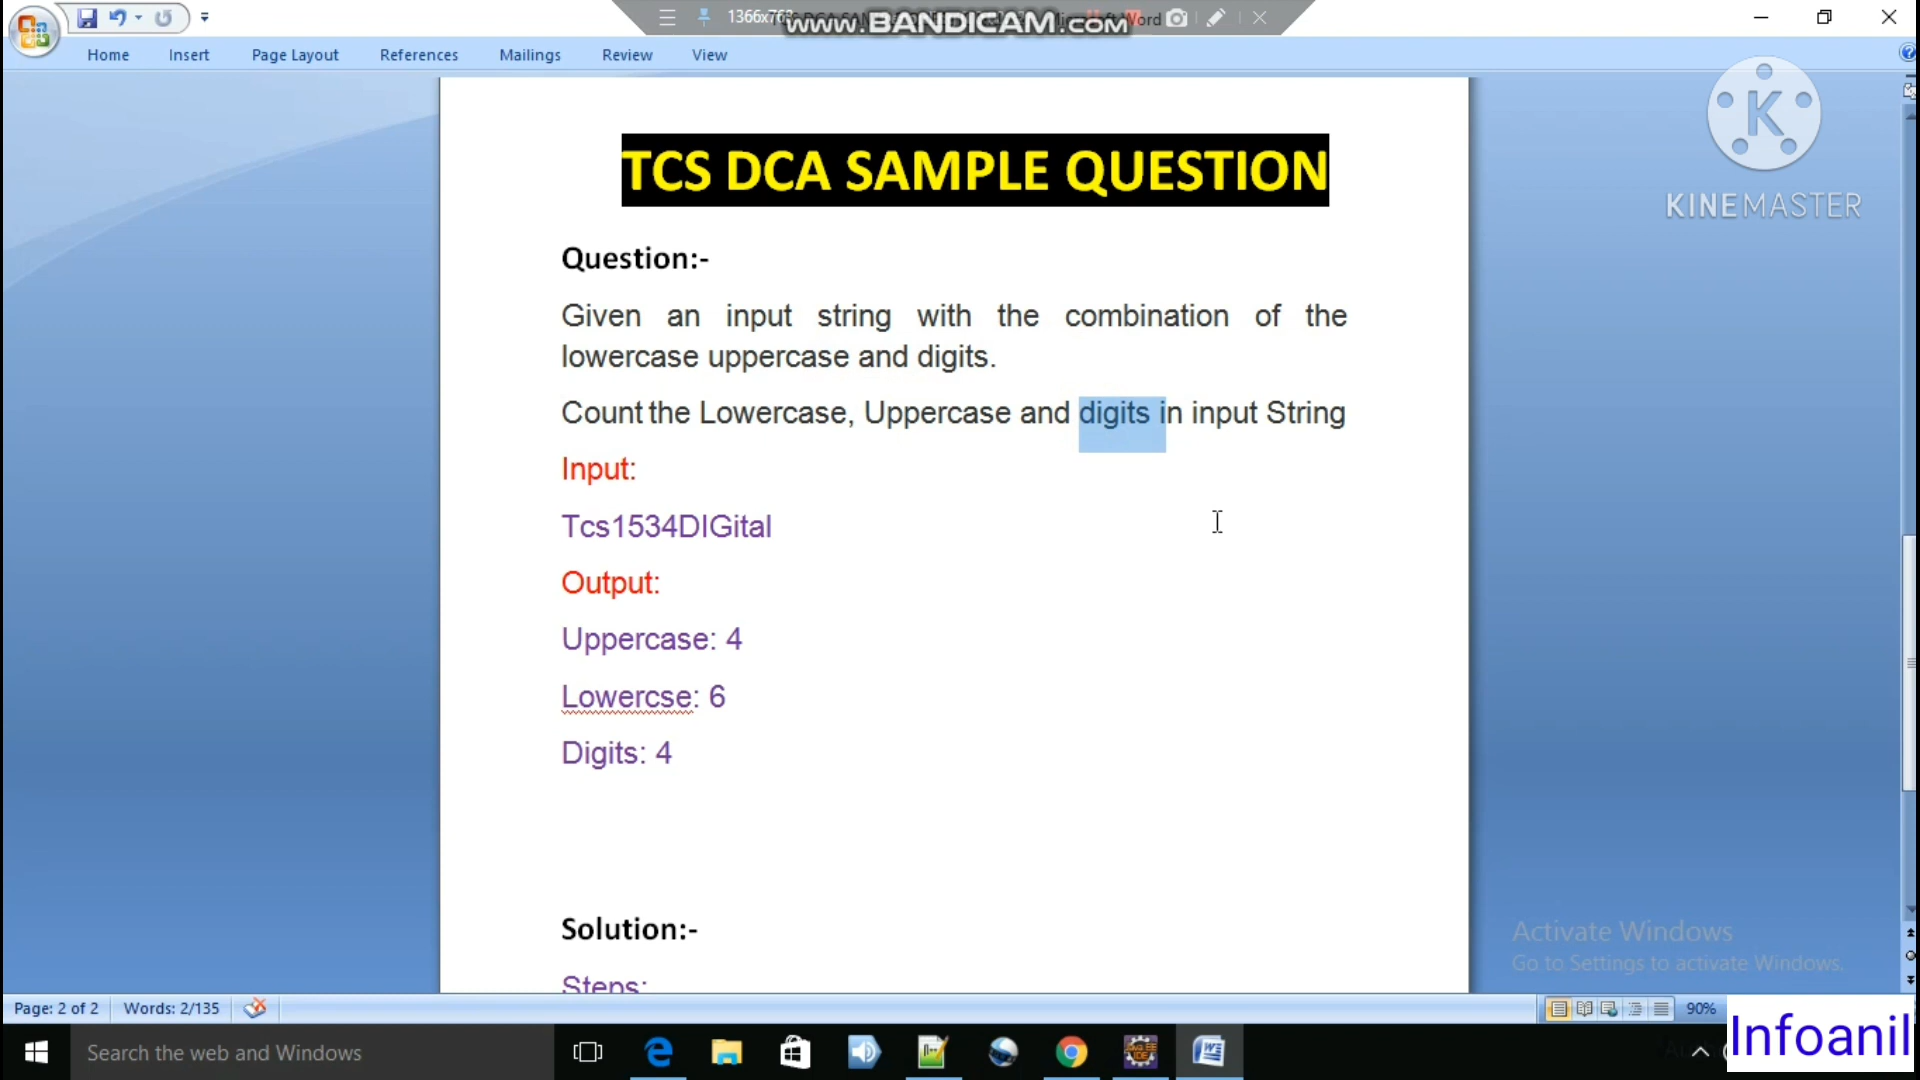 1366x76
www.BANDICAM.com
Word
Home Insert Page Layout References Mailings Review View
K
KINEMASTER
TCS DCA SAMPLE QUESTION
Question:-
Given an input string with the combination of the
lowercase uppercase and digits.
Count the Lowercase, Uppercase and digits in input String
Input:
Tcs1534DIGital
Output:
Uppercase: 4
Lowercse: 6
Digits: 4
Solution:-
Steps:
Activate Windows
Go to Settings to activate Windows.
Page: 2 of 2 Words: 2/135 90%
Search the web and Windows
Infoanil